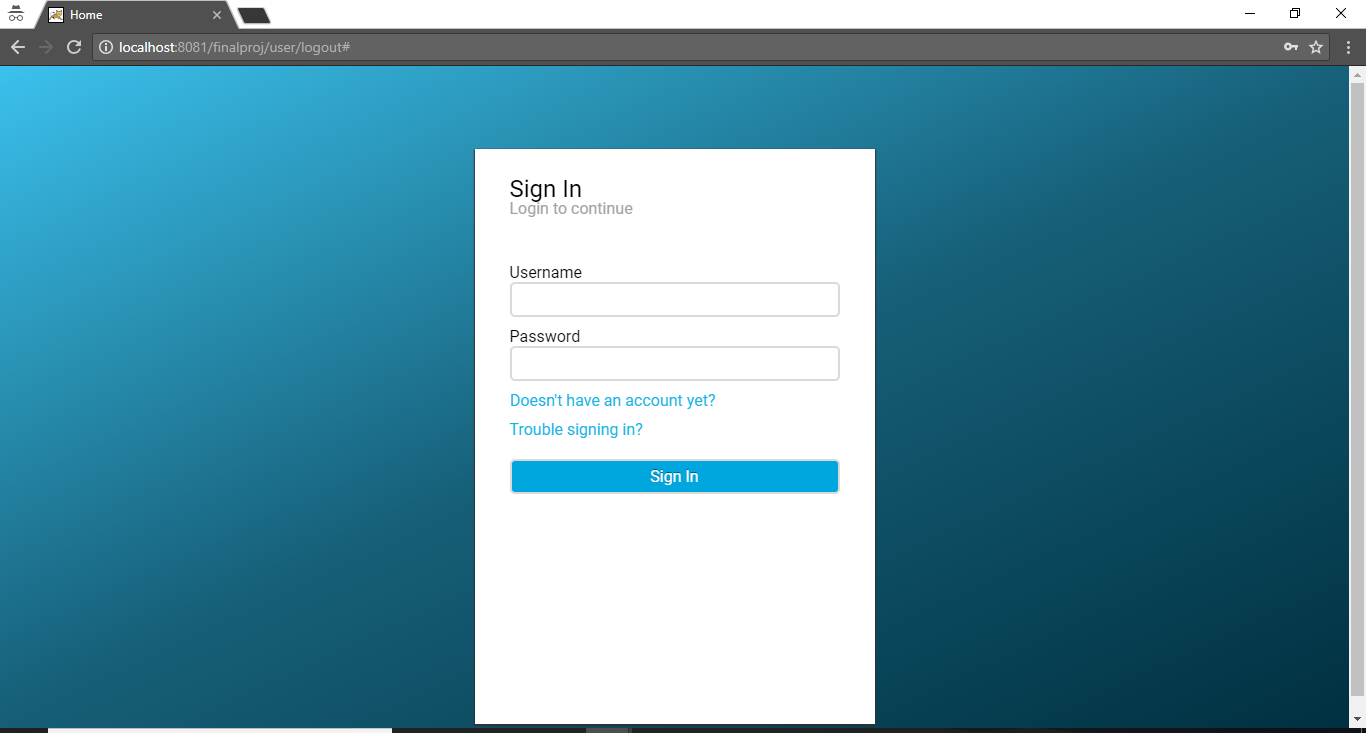 Home
localhost:8081/finalproj/user/logout#
Sign In
Login to continue
Username
Password
Doesn't have an account yet?
Trouble signing in?
Sign In